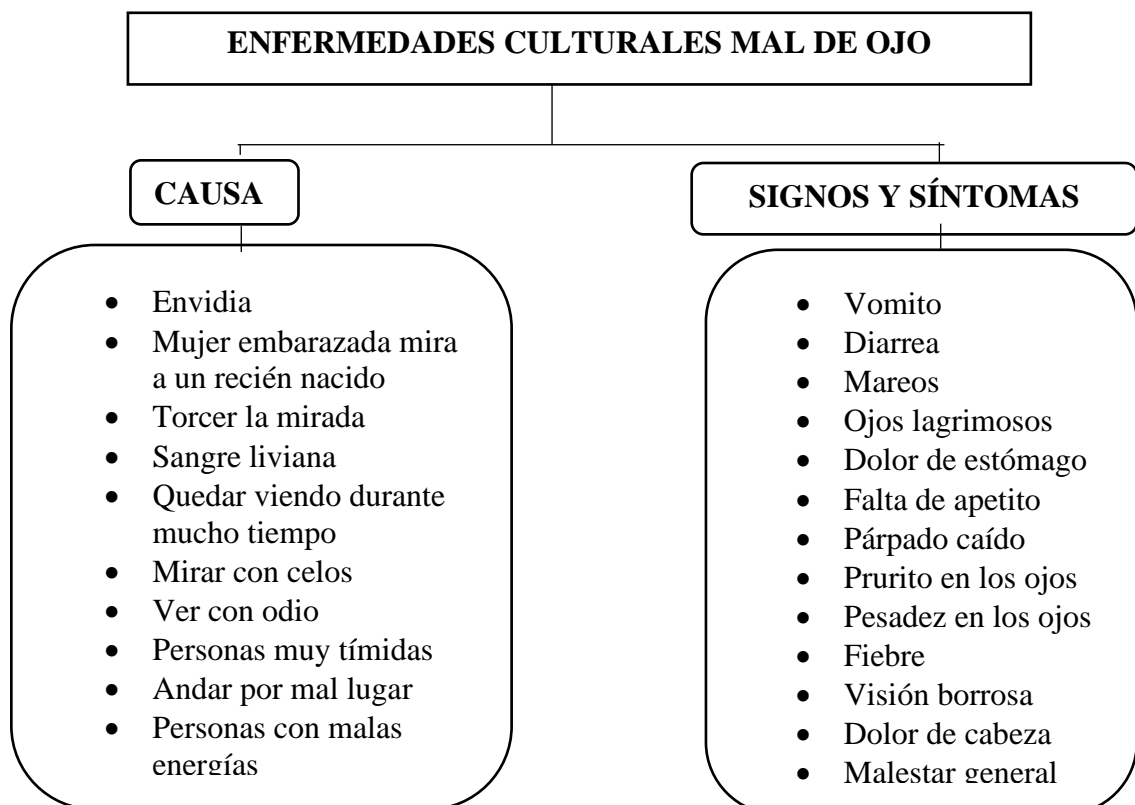 ENFERMEDADES CULTURALES MAL DE OJO
CAUSA
• Envidia
• Mujer embarazada mira
a un recién nacido
• Torcer la mirada
• Sangre liviana
• Quedar viendo durante
mucho tiempo
• Mirar con celos
• Ver con odio
• Personas muy tímidas
• Andar por mal lugar
• Personas con malas
energías
SIGNOS Y SÍNTOMAS
• Vomito
• Diarrea
• Mareos
• Ojos lagrimosos
• Dolor de estómago
• Falta de apetito
• Párpado caído
• Prurito en los ojos
• Pesadez en los ojos
• Fiebre
• Visión borrosa
• Dolor de cabeza
• Malestar general